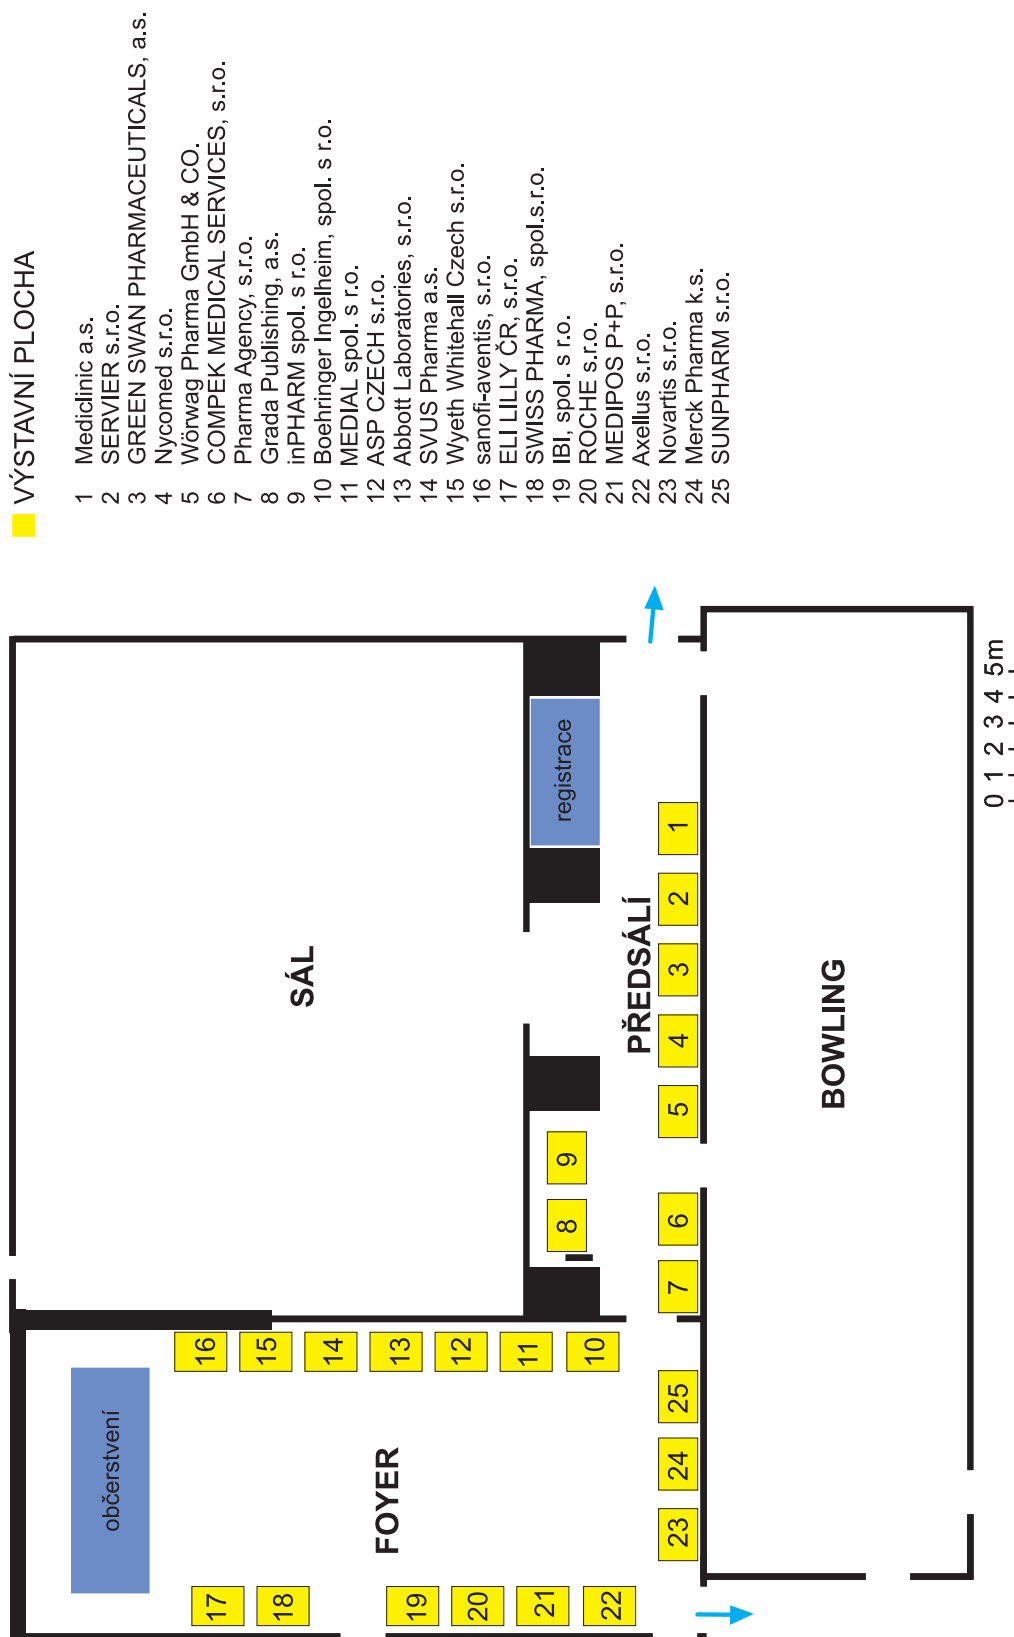 VÝSTAVNÍ PLOCHA
1 Mediclinic a.s.
2 SERVIER s.r.o.
3 GREEN SWAN PHARMACEUTICALS, a.s.
4 Nycomed s.r.o.
5 Wörwag Pharma GmbH & CO.
6 COMPEK MEDICAL SERVICES, s.r.o.
7 Pharma Agency, s.r.o.
8 Grada Publishing, a.s.
9 inPHARM spol. s r.o.
10 Boehringer Ingelheim, spol. s r.o.
11 MEDIAL spol. s r.o.
12 ASP CZECH s.r.o.
13 Abbott Laboratories, s.r.o.
14 SVUS Pharma a.s.
15 Wyeth Whitehall Czech s.r.o.
16 sanofi-aventis, s.r.o.
17 ELI LILLY ČR, s.r.o.
18 SWISS PHARMA, spol.s.r.o.
19 IBI, spol. s r.o.
20 ROCHE s.r.o.
21 MEDIPOS P+P, s.r.o.
22 Axellus s.r.o.
23 Novartis s.r.o.
24 Merck Pharma k.s.
25 SUNPHARM s.r.o.
občerstvení
16
15
14
13
12
11
10
17
18
19
20
21
22
FOYER
23
24
25
SÁL
registrace
8
9
PŘEDSÁLÍ
7
6
5
4
3
2
1
BOWLING
0 1 2 3 4 5m